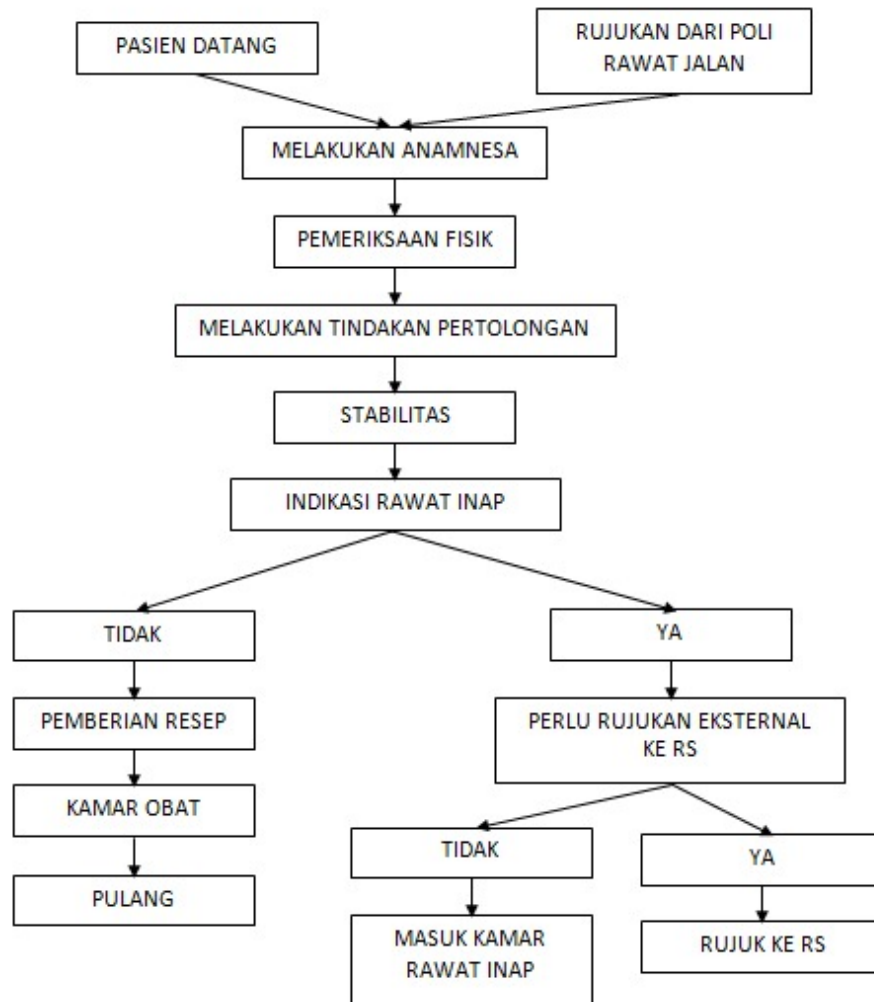 PASIEN DATANG
RUJUKAN DARI POLI
RAWAT JALAN
MELAKUKAN ANAMNESA
PEMERIKSAAN FISIK
MELAKUKAN TINDAKAN PERTOLONGAN
STABILITAS
INDIKASI RAWAT INAP
TIDAK
YA
PEMBERIAN RESEP
PERLU RUJUKAN EKSTERNAL
KE RS
KAMAR OBAT
TIDAK
YA
PULANG
MASUK KAMAR
RAWAT INAP
RUJUK KE RS